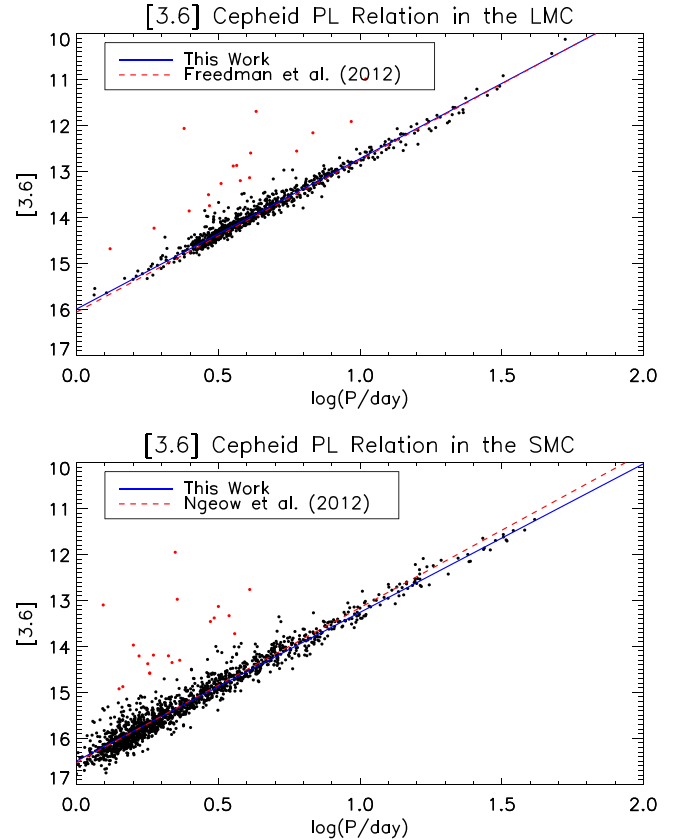 [3.6] Cepheid PL Relation in the LMC
10
11
12
13
14
15
16
17
[3.6]
This Work
Freedman et al. (2012)
0.0 0.5 1.0 1.5 2.0
log(P/day)
[3.6] Cepheid PL Relation in the SMC
10
11
12
13
14
15
16
17
[3.6]
This Work
Ngeow et al. (2012)
0.0 0.5 1.0 1.5 2.0
log(P/day)